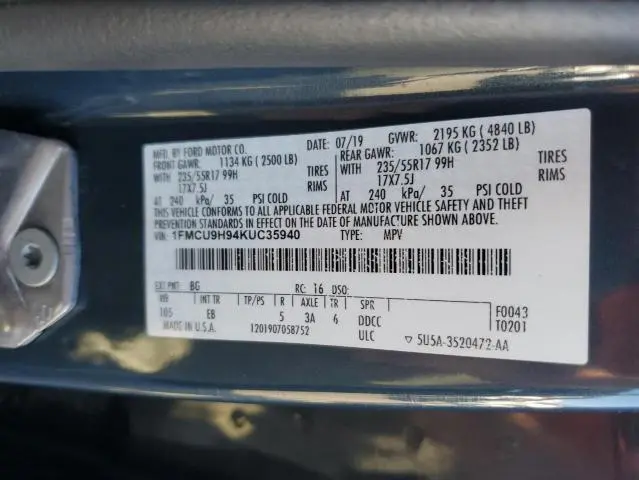 MFD. BY FORD MOTOR CO. DATE: 07/19 GVWR: 2195 KG ( 4840 LB)
FRONT GAWR: 1134 KG ( 2500 LB) REAR GAWR: 1067 KG ( 2352 LB)
WITH 235/55R17 99H TIRES WITH 235/55R17 99H TIRES
17X7.5J RIMS 17X7.5J RIMS
AT 240 kPa/ 35 PSI COLD AT 240 kPa/ 35 PSI COLD
THIS VEHICLE CONFORMS TO ALL APPLICABLE FEDERAL MOTOR VEHICLE SAFETY AND THEFT
PREVENTION STANDARDS IN EFFECT ON THE DATE OF MANUFACTURE SHOWN ABOVE.
VIN: 1FMCU9H94KUC35940 TYPE: MPV
EXT PNT: BG RC: 16 DSO:
WB INT TR TP/PS R AXLE TR SPR F0043
105 EB 5 3A 6 DDCC T0201
MADE IN U.S.A. 1201907058752 ULC ▽ 5U5A-3520472-AA